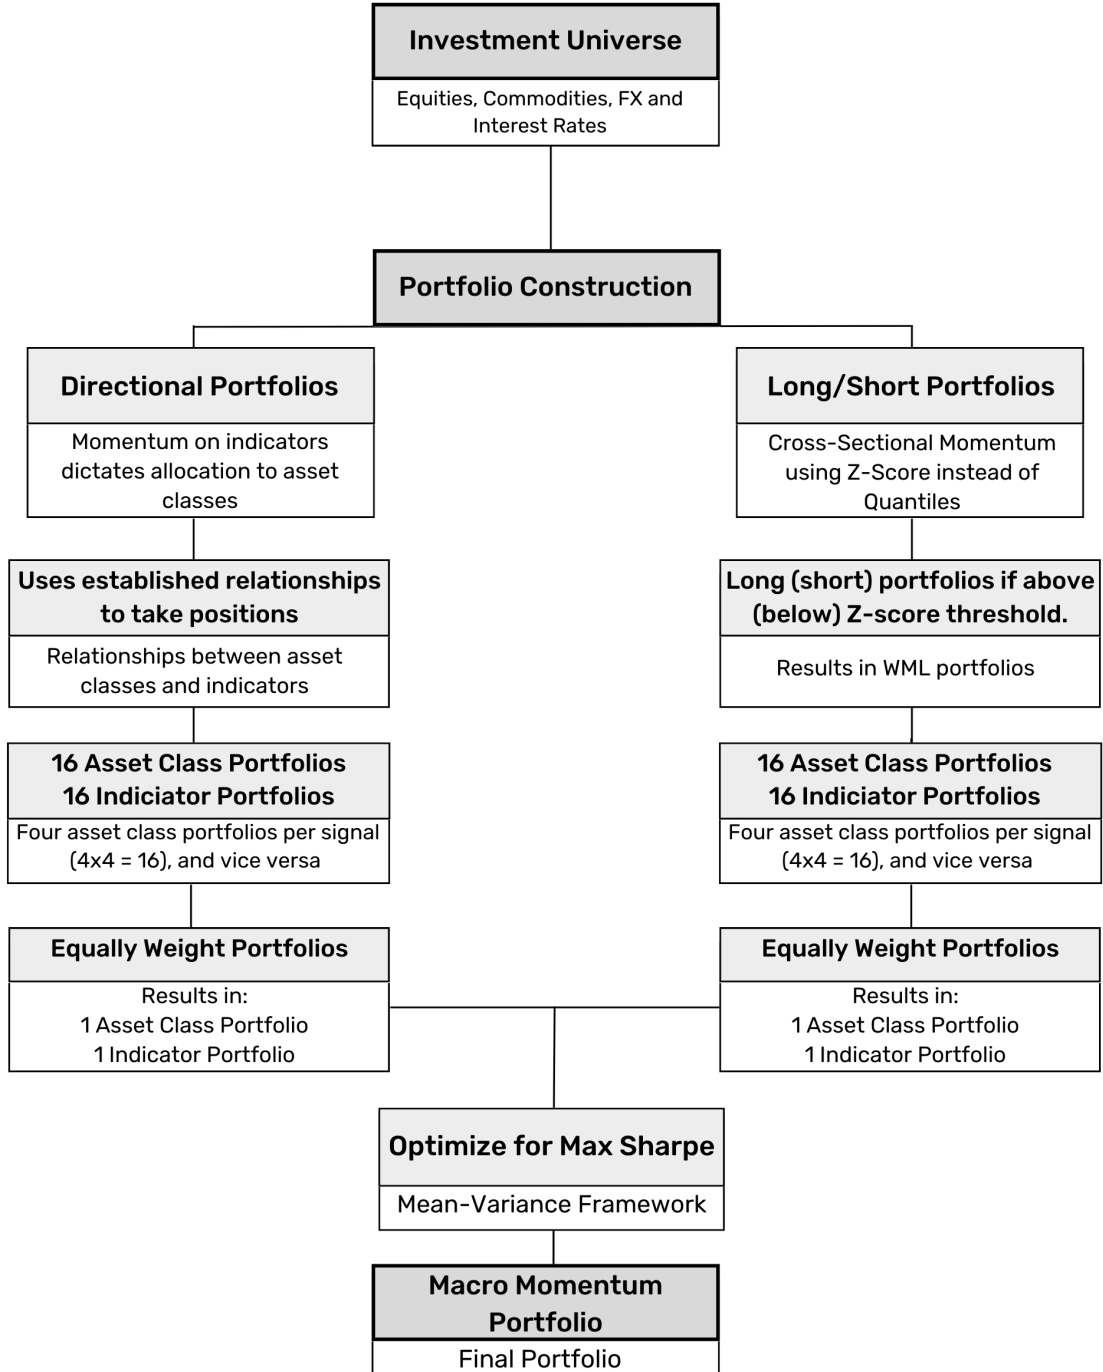 Investment Universe
Equities, Commodities, FX and
Interest Rates
Portfolio Construction
Directional Portfolios
Momentum on indicators
dictates allocation to asset
classes
Uses established relationships
to take positions
Relationships between asset
classes and indicators
16 Asset Class Portfolios
16 Indiciator Portfolios
Four asset class portfolios per signal
(4x4 = 16), and vice versa
Equally Weight Portfolios
Results in:
1 Asset Class Portfolio
1 Indicator Portfolio
Long/Short Portfolios
Cross-Sectional Momentum
using Z-Score instead of
Quantiles
Long (short) portfolios if above
(below) Z-score threshold.
Results in WML portfolios
16 Asset Class Portfolios
16 Indiciator Portfolios
Four asset class portfolios per signal
(4x4 = 16), and vice versa
Equally Weight Portfolios
Results in:
1 Asset Class Portfolio
1 Indicator Portfolio
Optimize for Max Sharpe
Mean-Variance Framework
Macro Momentum
Portfolio
Final Portfolio